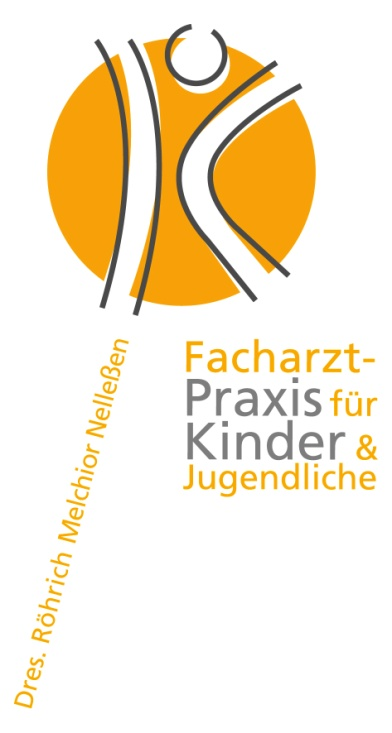 Facharzt-
Praxis für
Kinder &
Jugendliche
Dres. Röhrich Melchior Nelleßen